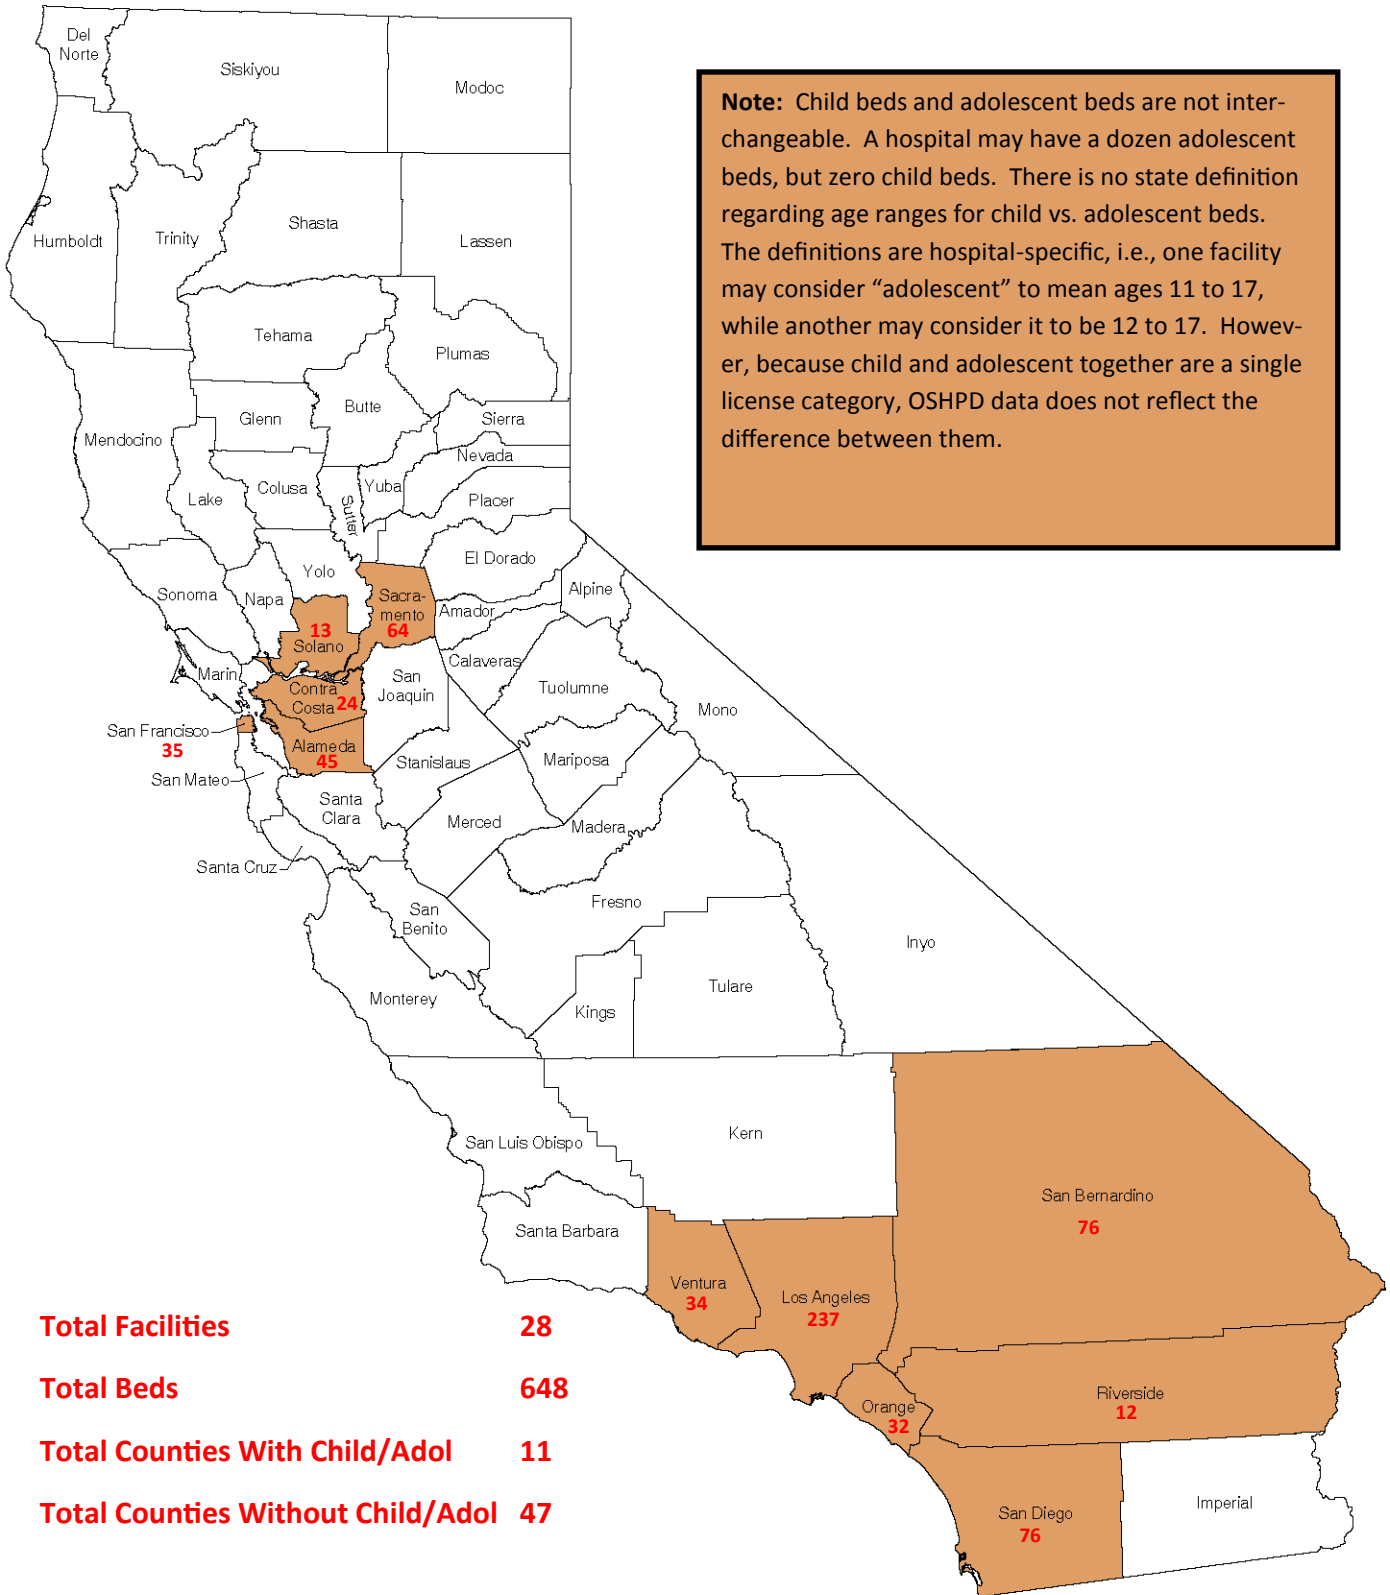 Del
Norte
Siskiyou
Modoc
Note: Child beds and adolescent beds are not inter-
changeable. A hospital may have a dozen adolescent
beds, but zero child beds. There is no state definition
regarding age ranges for child vs. adolescent beds.
The definitions are hospital-specific, i.e., one facility
may consider “adolescent” to mean ages 11 to 17,
while another may consider it to be 12 to 17. Howev-
er, because child and adolescent together are a single
license category, OSHPD data does not reflect the
difference between them.
Humboldt
Trinity
Shasta
Lassen
Tehama
Plumas
Mendocino
Glenn
Butte
Sierra
Nevada
Lake
Colusa
Sutter
Yuba
Placer
El Dorado
Sonoma
Napa
Yolo
Sacra-
mento
64
Amador
Alpine
13
Solano
Marin
Calaveras
San
Joaquin
Tuolumne
Mono
Contra
Costa
24
San Francisco
35
Alameda
45
Stanislaus
Mariposa
San Mateo
Santa
Clara
Merced
Madera
Santa Cruz
San
Benito
Fresno
Inyo
Monterey
Kings
Tulare
San Luis Obispo
Kern
San Bernardino
76
Santa Barbara
Ventura
34
Los Angeles
237
Orange
32
Riverside
12
San Diego
76
Imperial
Total Facilities 28
Total Beds 648
Total Counties With Child/Adol 11
Total Counties Without Child/Adol 47